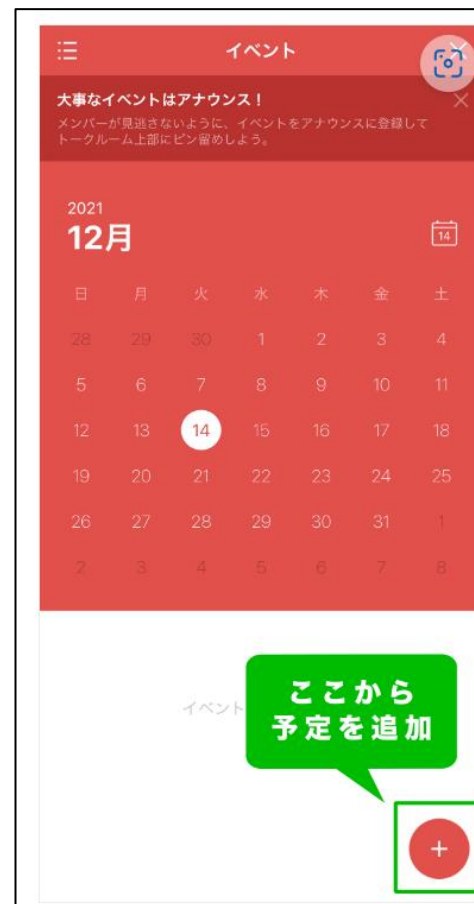 イベント
大事なイベントはアナウンス！
メンバーが見逃さないように、イベントをアナウンスに登録して
トークルーム上部にピン留めしよう。
2021
12月
14
日 月 火 水 木 金 土
28 29 30 1 2 3 4
5 6 7 8 9 10 11
12 13 14 15 16 17 18
19 20 21 22 23 24 25
26 27 28 29 30 31 1
2 3 4 5 6 7 8
イベント
ここから
予定を追加
+